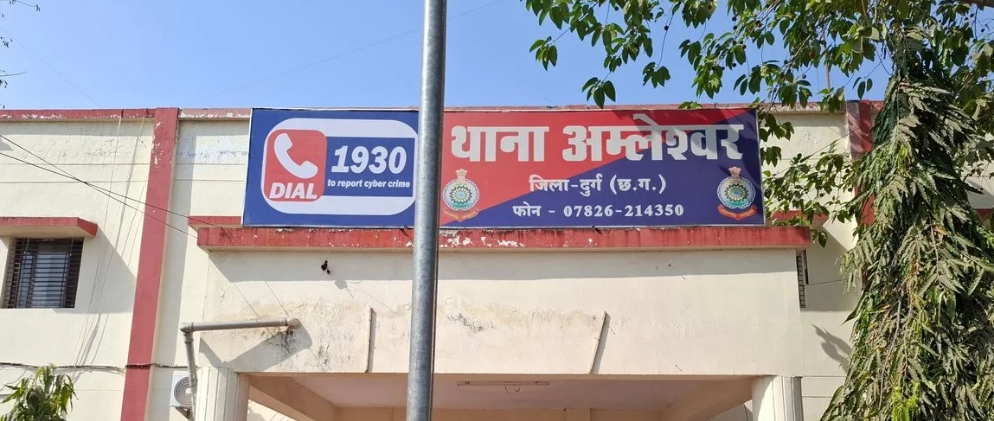 1930
to report cyber crime
DIAL
थाना अम्लेश्वर
जिला-दुर्ग (छ.ग.)
फोन - 07826-214350